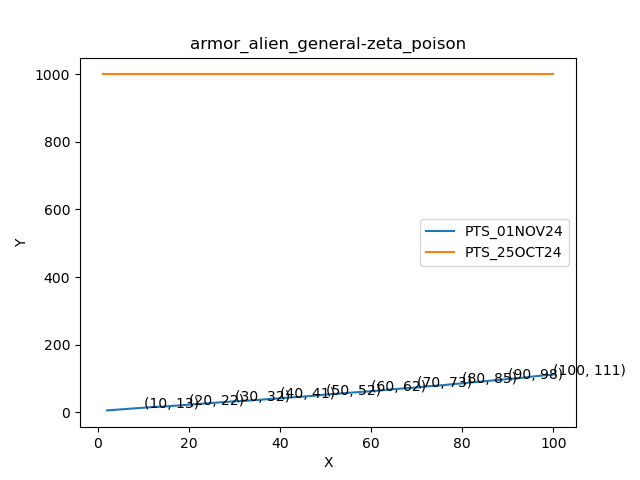 armor_alien_general-zeta_poison
1000
800
600
400
200
0
Y
PTS_01NOV24
PTS_25OCT24
(10, 13)
(20, 22)
(30, 32)
(40, 41)
(50, 52)
(60, 62)
(70, 73)
(80, 85)
(90, 98)
(100, 111)
0 20 40 60 80 100
X